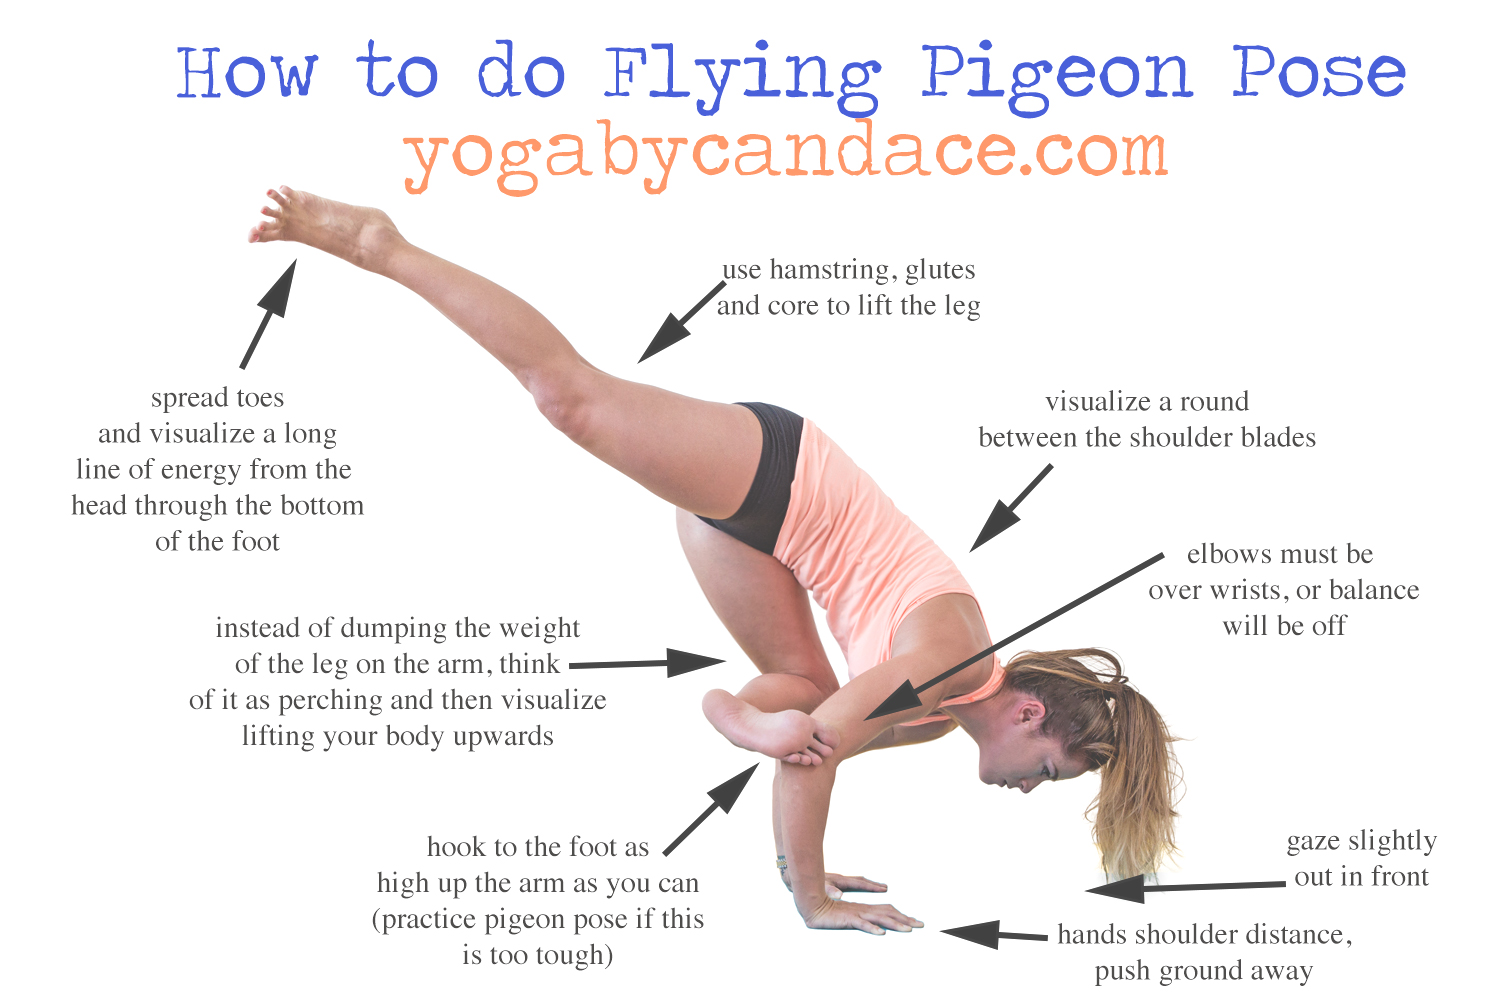 How to do Flying Pigeon Pose
yogabycandace.com
use hamstring, glutes
and core to lift the leg
spread toes
and visualize a long
line of energy from the
head through the bottom
of the foot
visualize a round
between the shoulder blades
elbows must be
over wrists, or balance
will be off
instead of dumping the weight
of the leg on the arm, think
of it as perching and then visualize
lifting your body upwards
hook to the foot as
high up the arm as you can
(practice pigeon pose if this
is too tough)
gaze slightly
out in front
hands shoulder distance,
push ground away